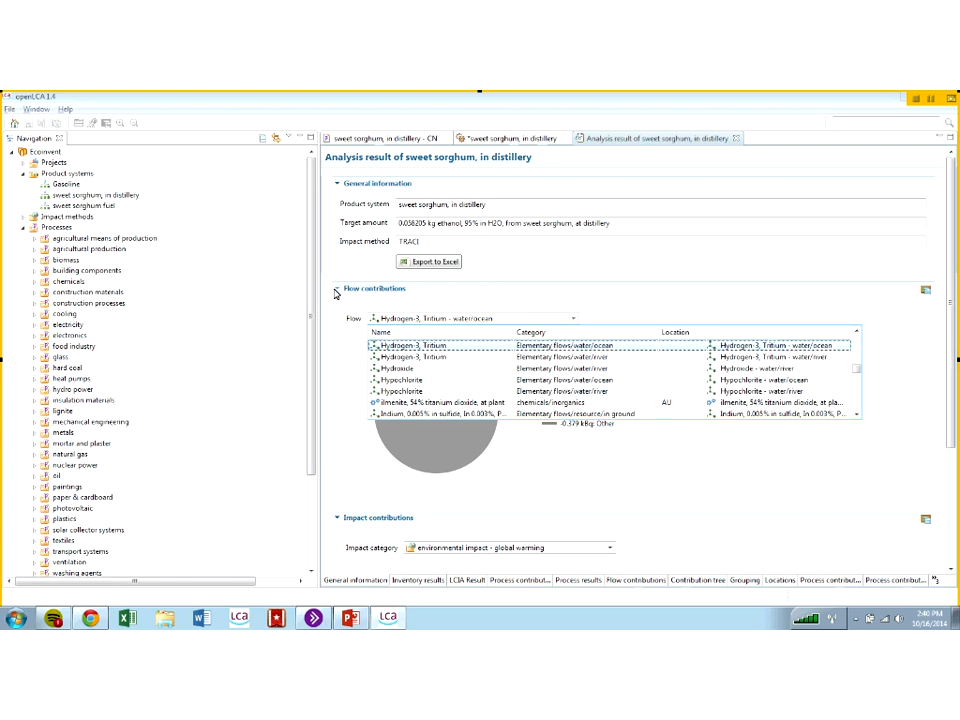 openLCA 1.4
File Window Help
Navigation
Ecoinvent
Projects
Product systems
Gasoline
sweet sorghum, in distillery
sweet sorghum fuel
Impact methods
Processes
agricultural means of production
agricultural production
biomass
building components
chemicals
construction materials
construction processes
cooling
electricity
electronics
food industry
glass
hard coal
heat pumps
hydro power
insulation materials
lignite
mechanical engineering
metals
mortar and plaster
natural gas
nuclear power
oil
paintings
paper & cardboard
photovoltaic
plastics
solar collector systems
textiles
transport systems
ventilation
washing agents
sweet sorghum, in distillery - CN
*sweet sorghum, in distillery
Analysis result of sweet sorghum, in distillery
Analysis result of sweet sorghum, in distillery
General information
Product system sweet sorghum, in distillery
Target amount 0.058205 kg ethanol, 95% in H2O, from sweet sorghum, at distillery
Impact method TRACI
Export to Excel
Flow contributions
Flow Hydrogen-3, Tritium - water/ocean
Name Category Location
Hydrogen-3, Tritium Elementary flows/water/ocean Hydrogen-3, Tritium - water/ocean
Hydrogen-3, Tritium Elementary flows/water/river Hydrogen-3, Tritium - water/river
Hydroxide Elementary flows/water/river Hydroxide - water/river
Hypochlorite Elementary flows/water/ocean Hypochlorite - water/ocean
Hypochlorite Elementary flows/water/river Hypochlorite - water/river
ilmenite, 54% titanium dioxide, at plant chemicals/inorganics AU ilmenite, 54% titanium dioxide, at pla...
Indium, 0.005% in sulfide, In 0.003%, P... Elementary flows/resource/in ground Indium, 0.005% in sulfide, In 0.003%, P...
-0.379 kBq: Other
Impact contributions
Impact category environmental impact - global warming
General information Inventory results LCIA Result Process contribut... Process results Flow contributions Contribution tree Grouping Locations Process contribut... Process contribut... »3
LCA LCA
2:40 PM
10/16/2014